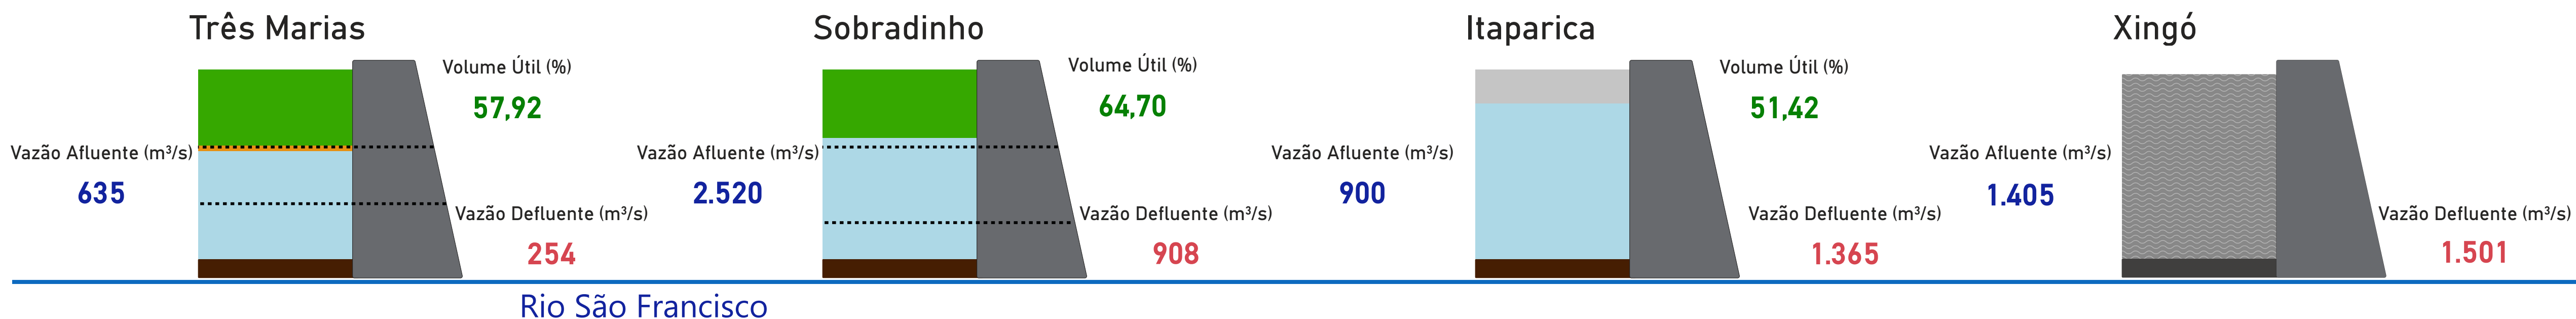 Três Marias
Volume Útil (%)
57,92
Vazão Afluente (m³/s)
635
Vazão Defluente (m³/s)
254
Sobradinho
Volume Útil (%)
64,70
Vazão Afluente (m³/s)
2.520
Vazão Defluente (m³/s)
908
Itaparica
Volume Útil (%)
51,42
Vazão Afluente (m³/s)
900
Vazão Defluente (m³/s)
1.365
Xingó
Vazão Afluente (m³/s)
1.405
Vazão Defluente (m³/s)
1.501
Rio São Francisco